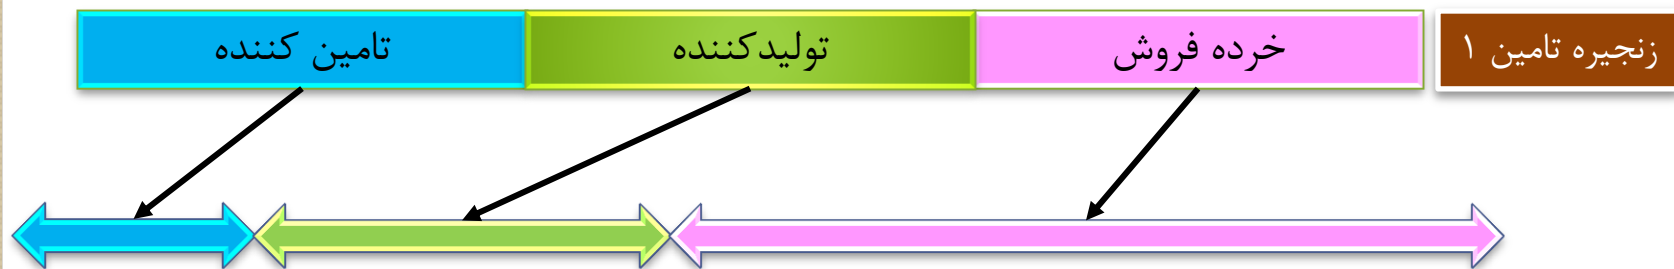 زنجیره تامین ۱
خرده فروش
تولیدکننده
تامین کننده